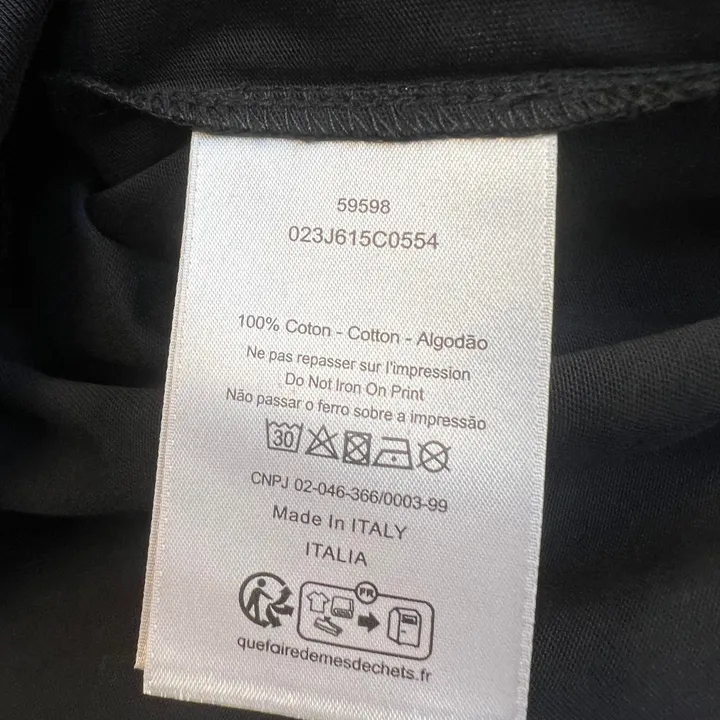 59598
023J615C0554
100% Coton - Cotton - Algodão
Ne pas repasser sur l'impression
Do Not Iron On Print
Não passar o ferro sobre a impressão
30
CNPJ 02-046-366/0003-99
Made In ITALY
ITALIA
FR
quefairedemesdechets.fr